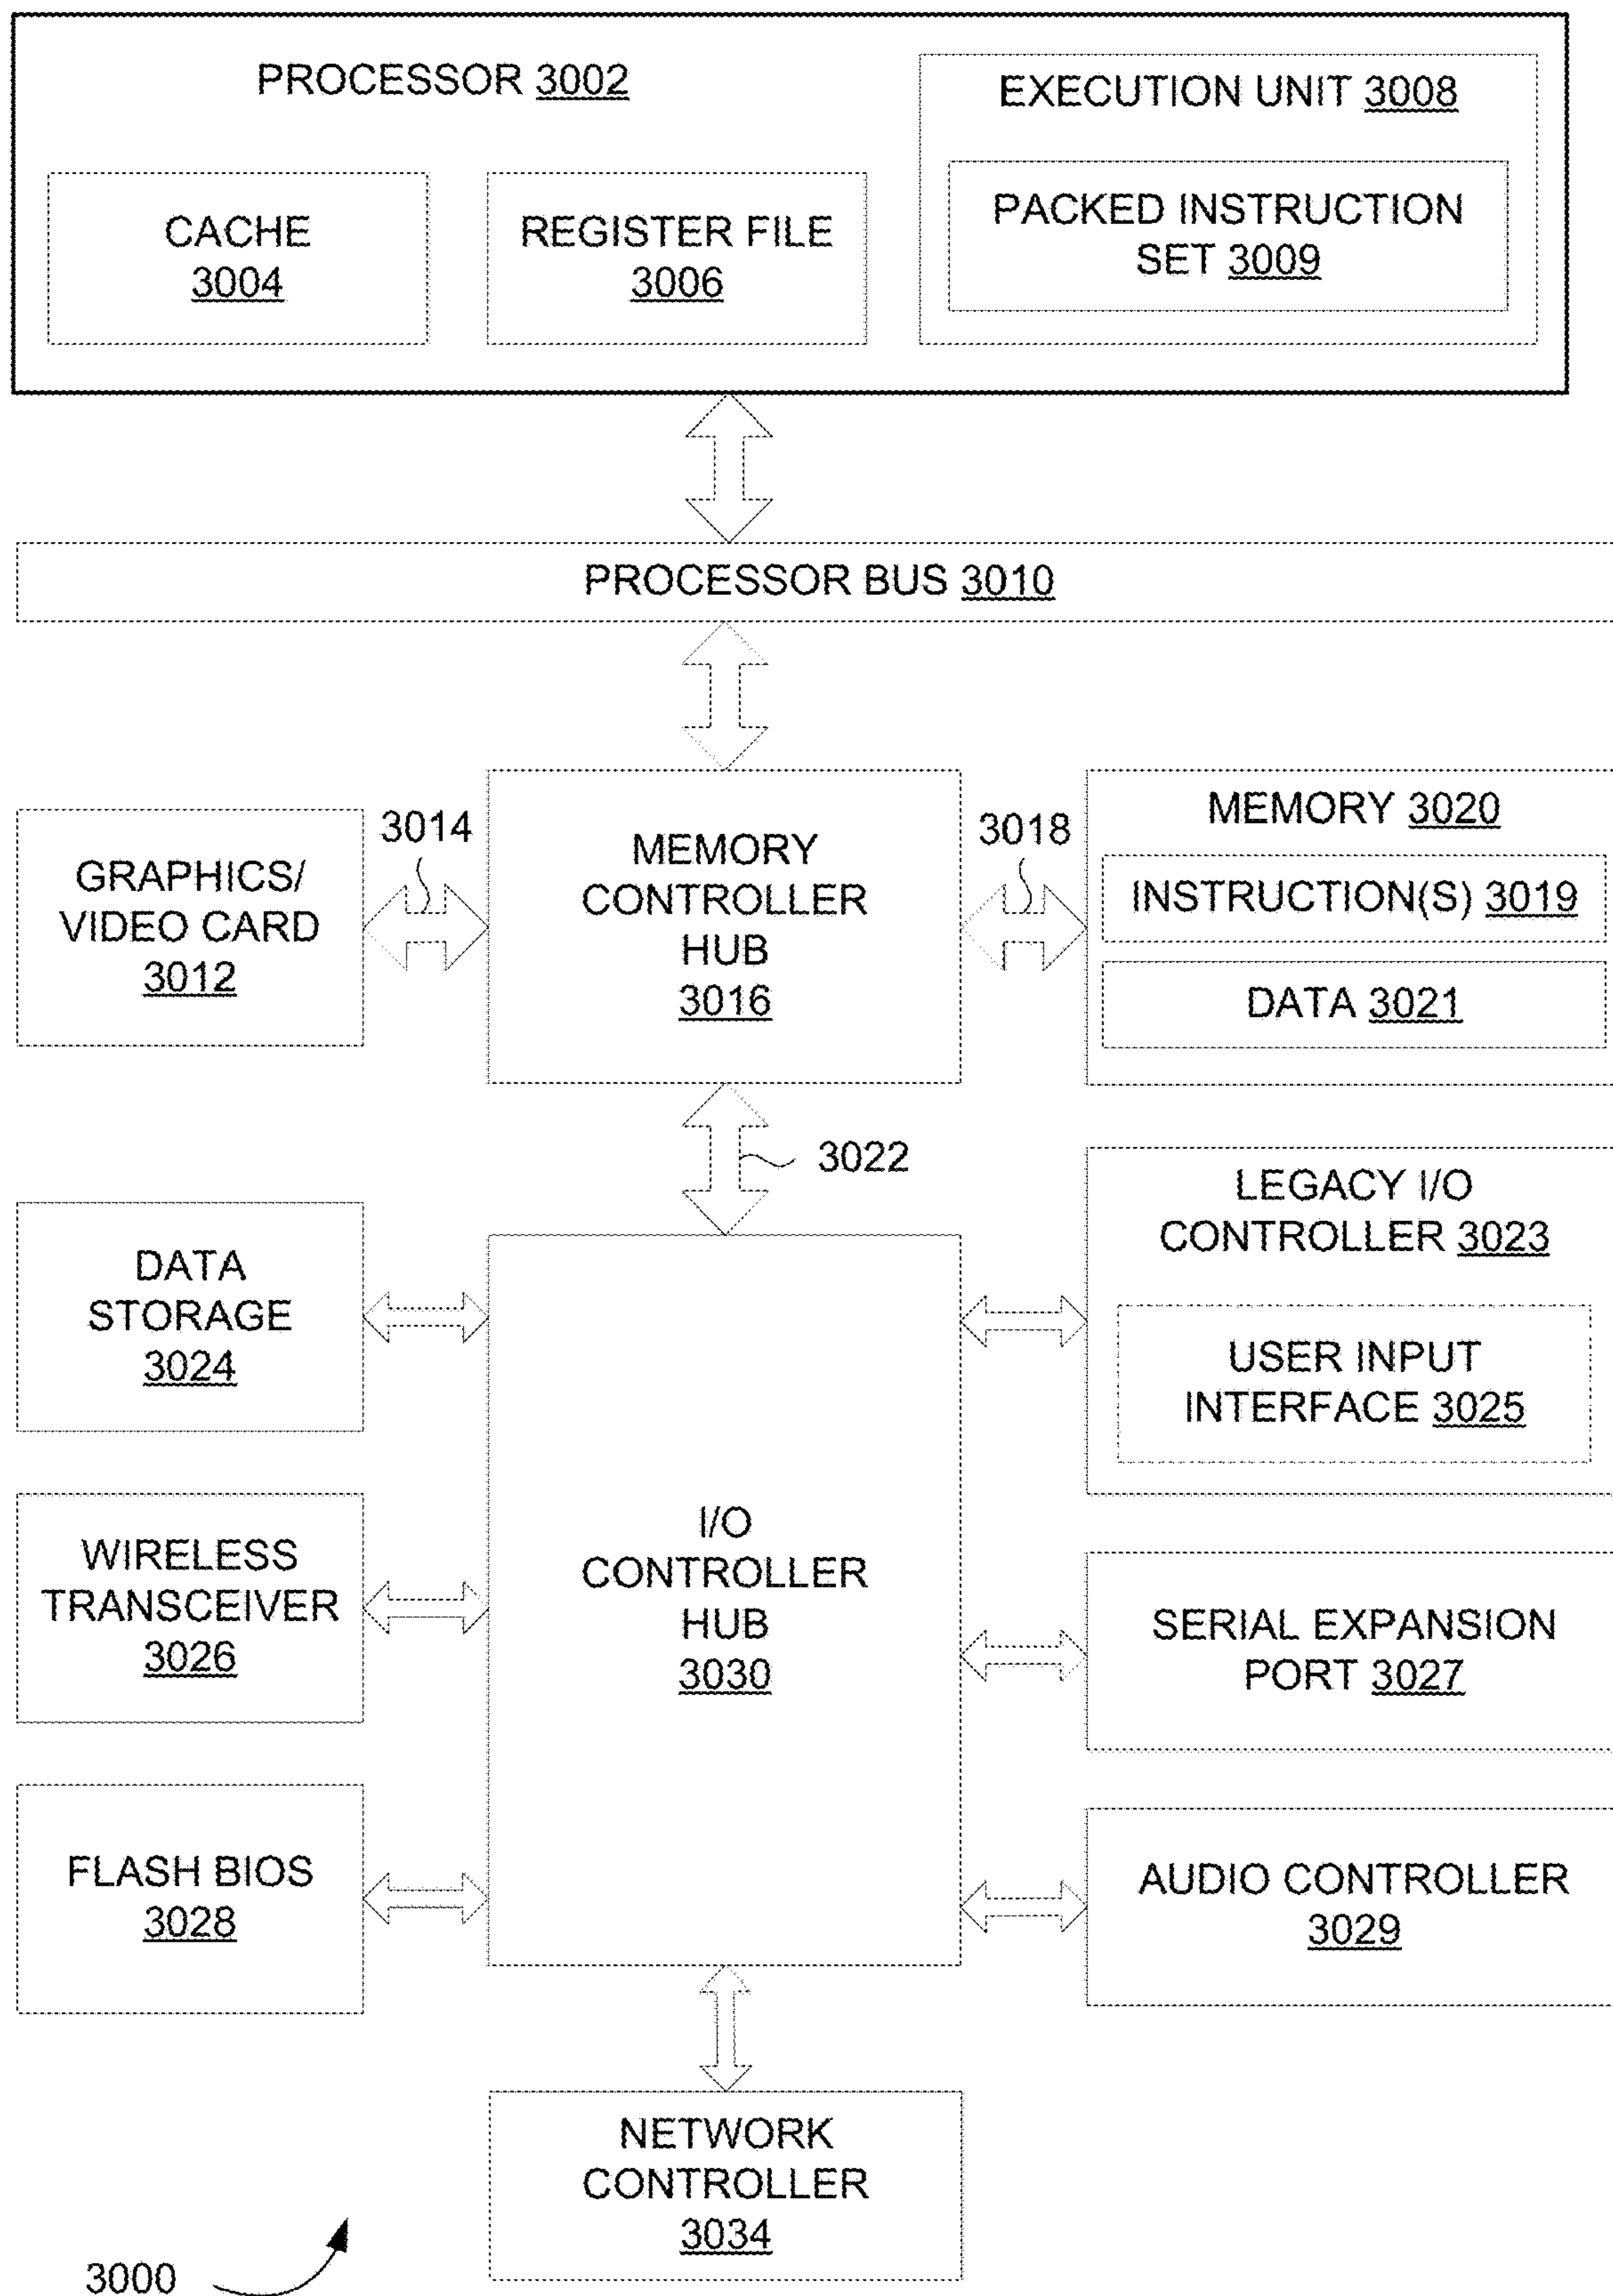 PROCESSOR 3002
EXECUTION UNIT 3008
CACHE
3004
REGISTER FILE
3006
PACKED INSTRUCTION
SET 3009
PROCESSOR BUS 3010
GRAPHICS/
VIDEO CARD
3012
3014
MEMORY
CONTROLLER
HUB
3016
3018
MEMORY 3020
INSTRUCTION(S) 3019
DATA 3021
3022
DATA
STORAGE
3024
LEGACY I/O
CONTROLLER 3023
USER INPUT
INTERFACE 3025
WIRELESS
TRANSCEIVER
3026
I/O
CONTROLLER
HUB
3030
SERIAL EXPANSION
PORT 3027
FLASH BIOS
3028
AUDIO CONTROLLER
3029
NETWORK
CONTROLLER
3034
3000